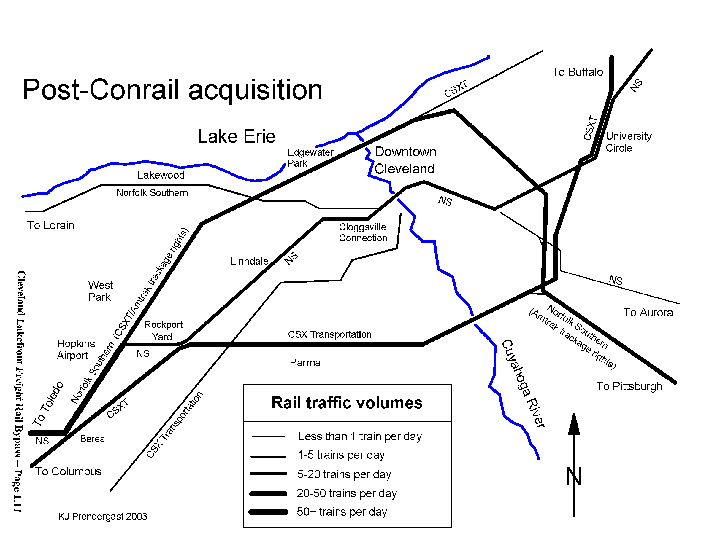 Post-Conrail acquisition
Lake Erie
To Buffalo
NS
CSXT
CSXT
University
Circle
Edgewater
Park
Downtown
Cleveland
Lakewood
Norfolk Southern
NS
To Lorain
Cloggsville
Connection
Linndale
NS
NS
To Aurora
West
Park
Norfolk Southern (CSXT/Amtrak trackage rights)
Rockport
Yard
Hopkins
Airport
NS
CSX Transportation
Parma
Norfolk Southern
(Amtrak trackage rights)
To Pittsburgh
Cuyahoga River
To Toledo
NS
Berea
CSXT
CSX Transportation
To Columbus
Rail traffic volumes
Less than 1 train per day
1-5 trains per day
5-20 trains per day
20-50 trains per day
50+ trains per day
N
KJ Prendergast 2003
Cleveland Lakefront Freight Rail Bypass – Page